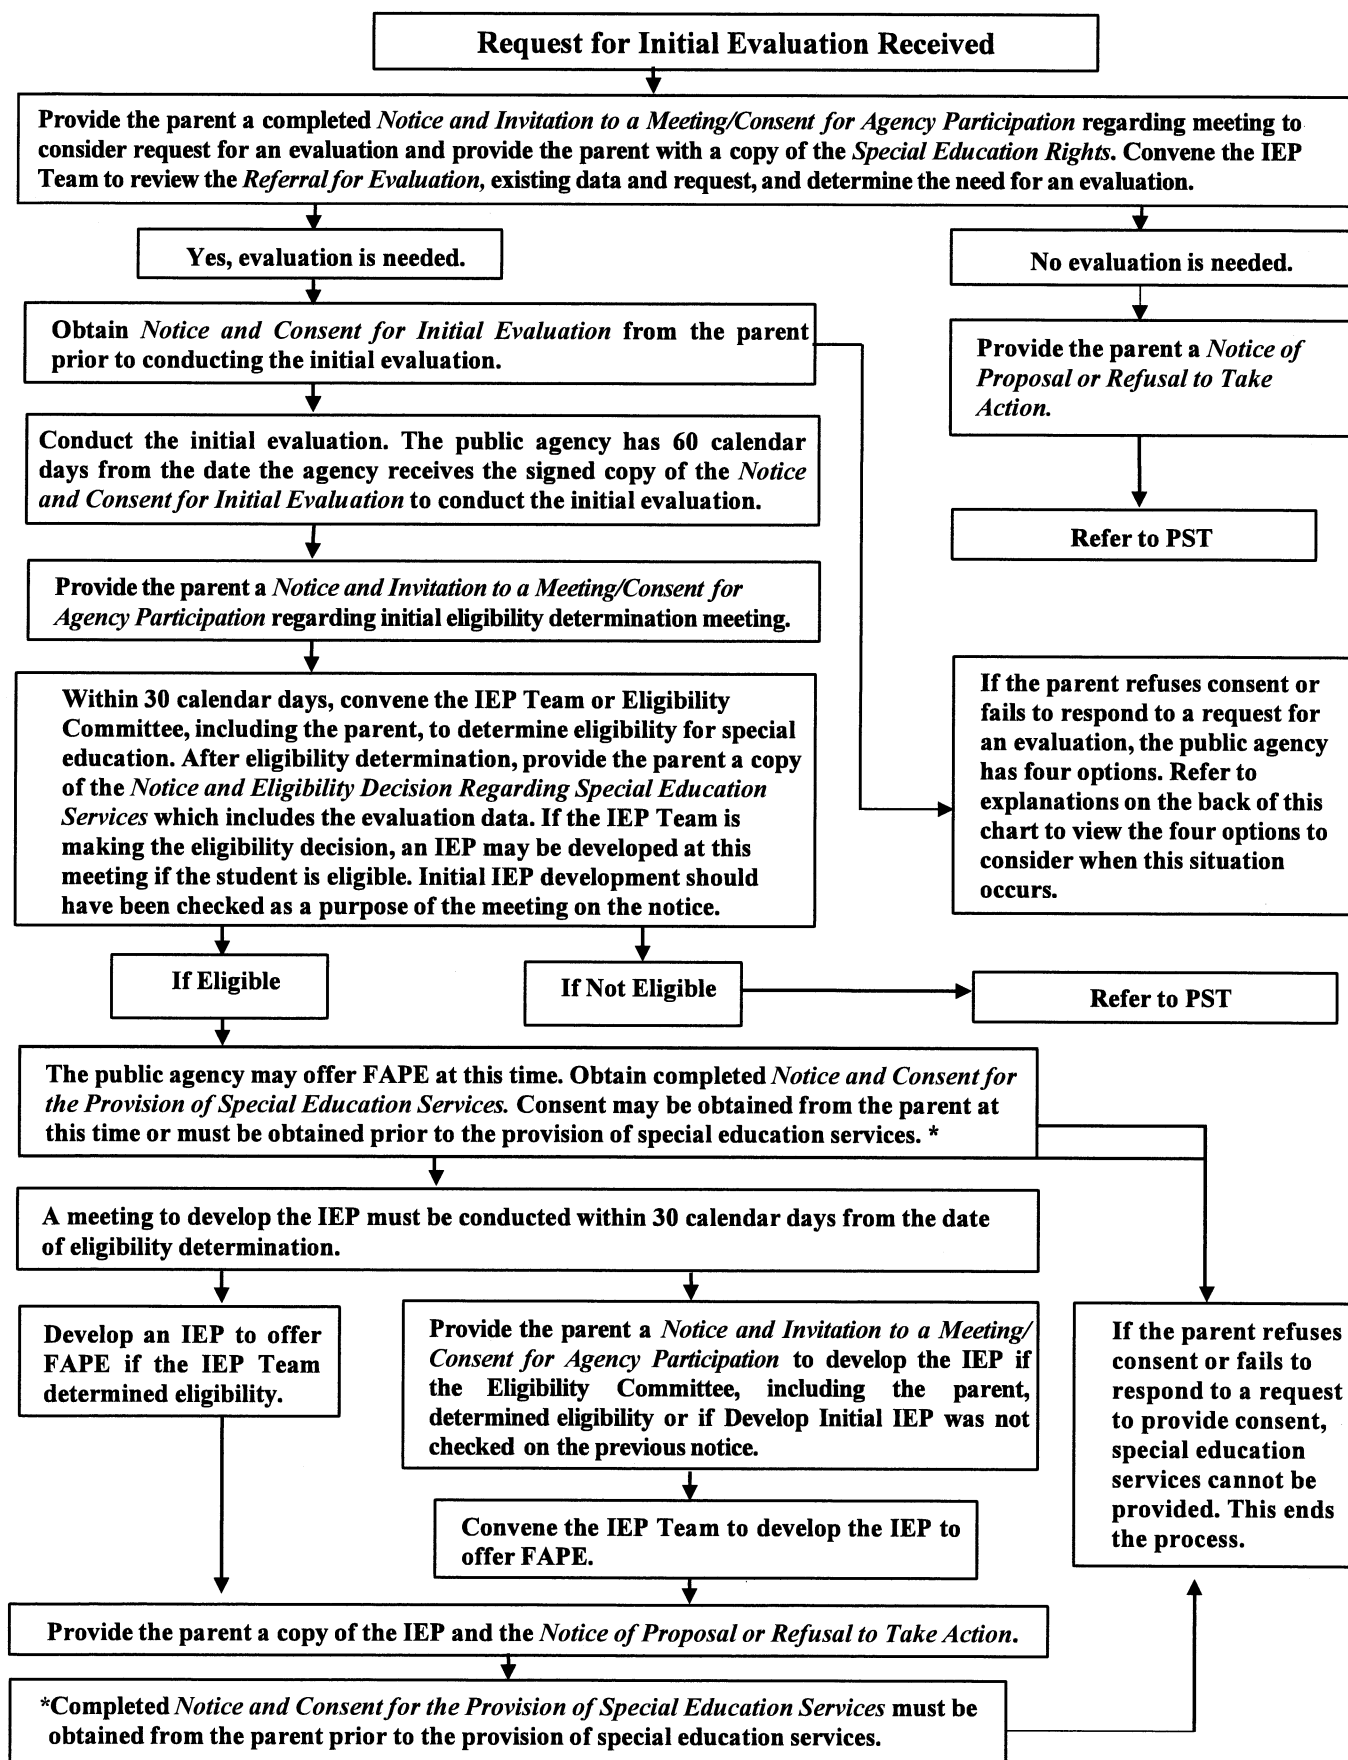 Request for Initial Evaluation Received
Provide the parent a completed Notice and Invitation to a Meeting/Consent for Agency Participation regarding meeting to
consider request for an evaluation and provide the parent with a copy of the Special Education Rights. Convene the IEP
Team to review the Referral for Evaluation, existing data and request, and determine the need for an evaluation.
Yes, evaluation is needed.
No evaluation is needed.
Obtain Notice and Consent for Initial Evaluation from the parent
prior to conducting the initial evaluation.
Provide the parent a Notice of
Proposal or Refusal to Take
Action.
Conduct the initial evaluation. The public agency has 60 calendar
days from the date the agency receives the signed copy of the Notice
and Consent for Initial Evaluation to conduct the initial evaluation.
Refer to PST
Provide the parent a Notice and Invitation to a Meeting/Consent for
Agency Participation regarding initial eligibility determination meeting.
Within 30 calendar days, convene the IEP Team or Eligibility
Committee, including the parent, to determine eligibility for special
education. After eligibility determination, provide the parent a copy
of the Notice and Eligibility Decision Regarding Special Education
Services which includes the evaluation data. If the IEP Team is
making the eligibility decision, an IEP may be developed at this
meeting if the student is eligible. Initial IEP development should
have been checked as a purpose of the meeting on the notice.
If the parent refuses consent or
fails to respond to a request for
an evaluation, the public agency
has four options. Refer to
explanations on the back of this
chart to view the four options to
consider when this situation
occurs.
If Eligible
If Not Eligible
Refer to PST
The public agency may offer FAPE at this time. Obtain completed Notice and Consent for
the Provision of Special Education Services. Consent may be obtained from the parent at
this time or must be obtained prior to the provision of special education services. *
A meeting to develop the IEP must be conducted within 30 calendar days from the date
of eligibility determination.
Develop an IEP to offer
FAPE if the IEP Team
determined eligibility.
Provide the parent a Notice and Invitation to a Meeting/
Consent for Agency Participation to develop the IEP if
the Eligibility Committee, including the parent,
determined eligibility or if Develop Initial IEP was not
checked on the previous notice.
If the parent refuses
consent or fails to
respond to a request
to provide consent,
special education
services cannot be
provided. This ends
the process.
Convene the IEP Team to develop the IEP to
offer FAPE.
Provide the parent a copy of the IEP and the Notice of Proposal or Refusal to Take Action.
*Completed Notice and Consent for the Provision of Special Education Services must be
obtained from the parent prior to the provision of special education services.